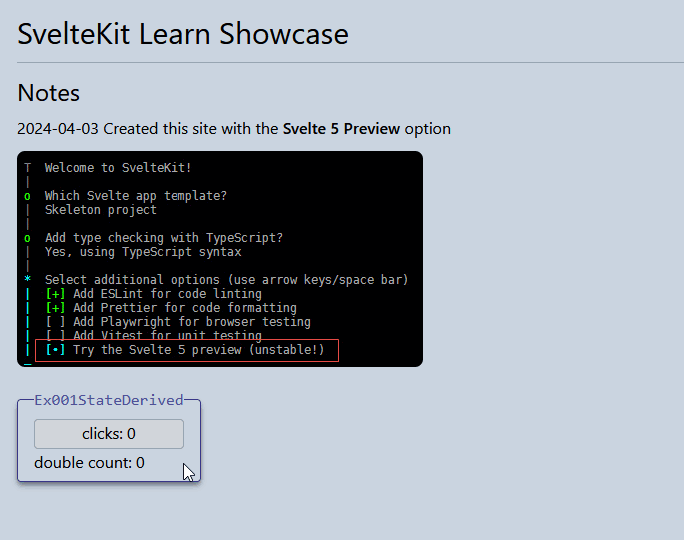 SvelteKit Learn Showcase
Notes
2024-04-03 Created this site with the Svelte 5 Preview option
T Welcome to SvelteKit!
|
o Which Svelte app template?
| Skeleton project
|
o Add type checking with TypeScript?
| Yes, using TypeScript syntax
|
* Select additional options (use arrow keys/space bar)
| [+] Add ESLint for code linting
| [+] Add Prettier for code formatting
| [ ] Add Playwright for browser testing
| [ ] Add Vitest for unit testing
| [•] Try the Svelte 5 preview (unstable!)
—
Ex001StateDerived
clicks: 0
double count: 0